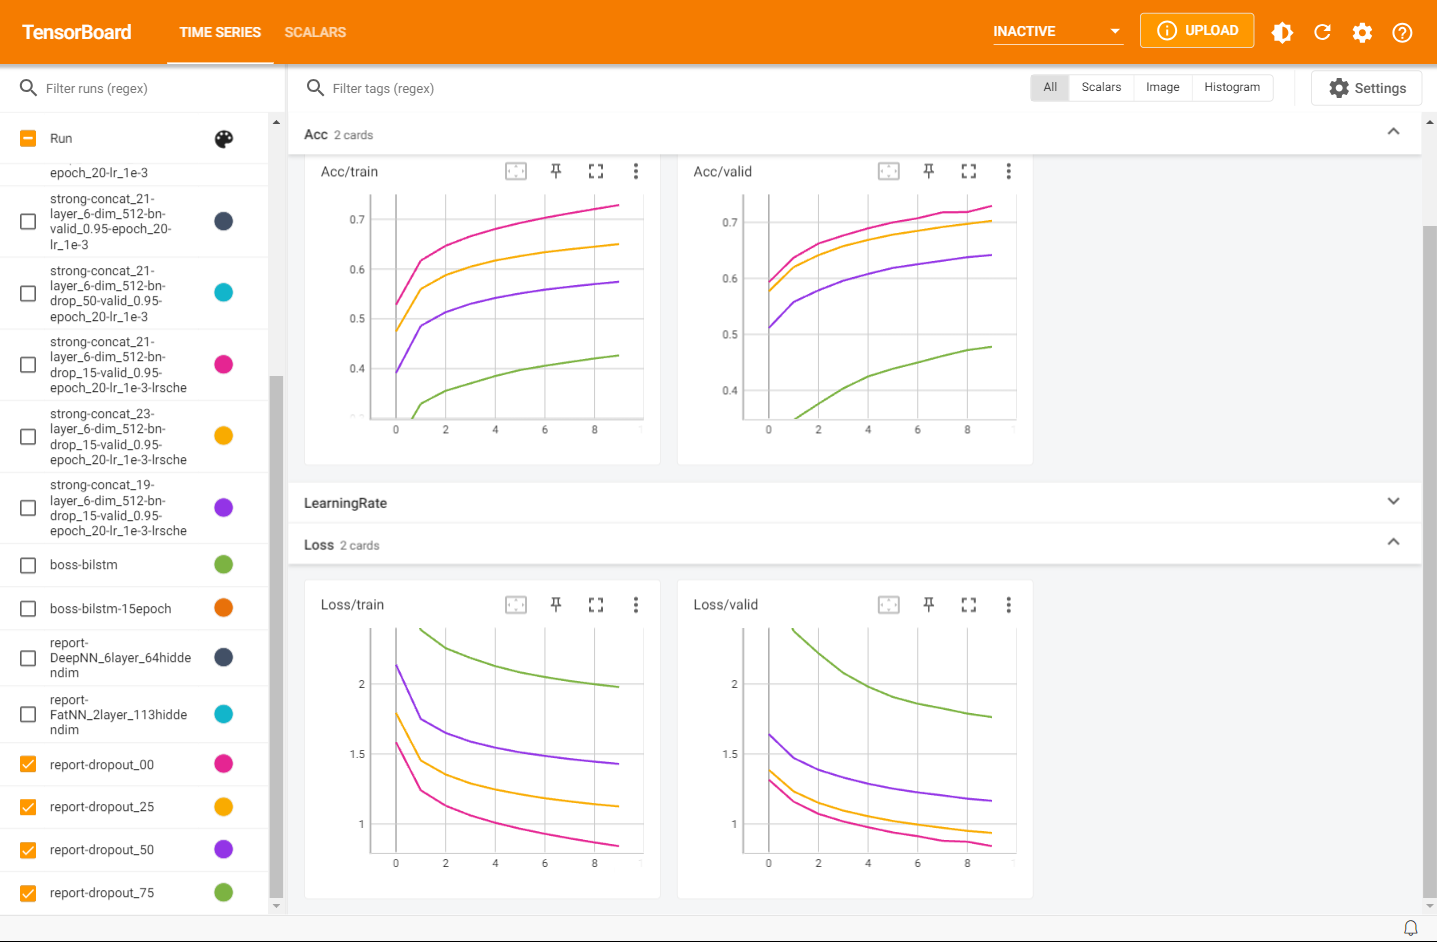 TensorBoard
TIME SERIES
SCALARS
INACTIVE
UPLOAD
Filter runs (regex)
Filter tags (regex)
All
Scalars
Image
Histogram
Settings
Run
epoch_20-lr_1e-3
strong-concat_21-
layer_6-dim_512-bn-
valid_0.95-epoch_20-
lr_1e-3
strong-concat_21-
layer_6-dim_512-bn-
drop_50-valid_0.95-
epoch_20-lr_1e-3
strong-concat_21-
layer_6-dim_512-bn-
drop_15-valid_0.95-
epoch_20-lr_1e-3-lrsche
strong-concat_23-
layer_6-dim_512-bn-
drop_15-valid_0.95-
epoch_20-lr_1e-3-lrsche
strong-concat_19-
layer_6-dim_512-bn-
drop_15-valid_0.95-
epoch_20-lr_1e-3-lrsche
boss-bilstm
boss-bilstm-15epoch
report-
DeepNN_6layer_64hidde
ndim
report-
FatNN_2layer_113hidde
ndim
report-dropout_00
report-dropout_25
report-dropout_50
report-dropout_75
Acc 2 cards
Acc/train
0.7
0.6
0.5
0.4
0 2 4 6 8
Acc/valid
0.7
0.6
0.5
0.4
0 2 4 6 8
LearningRate
Loss 2 cards
Loss/train
2
1.5
1
0 2 4 6 8
Loss/valid
2
1.5
1
0 2 4 6 8